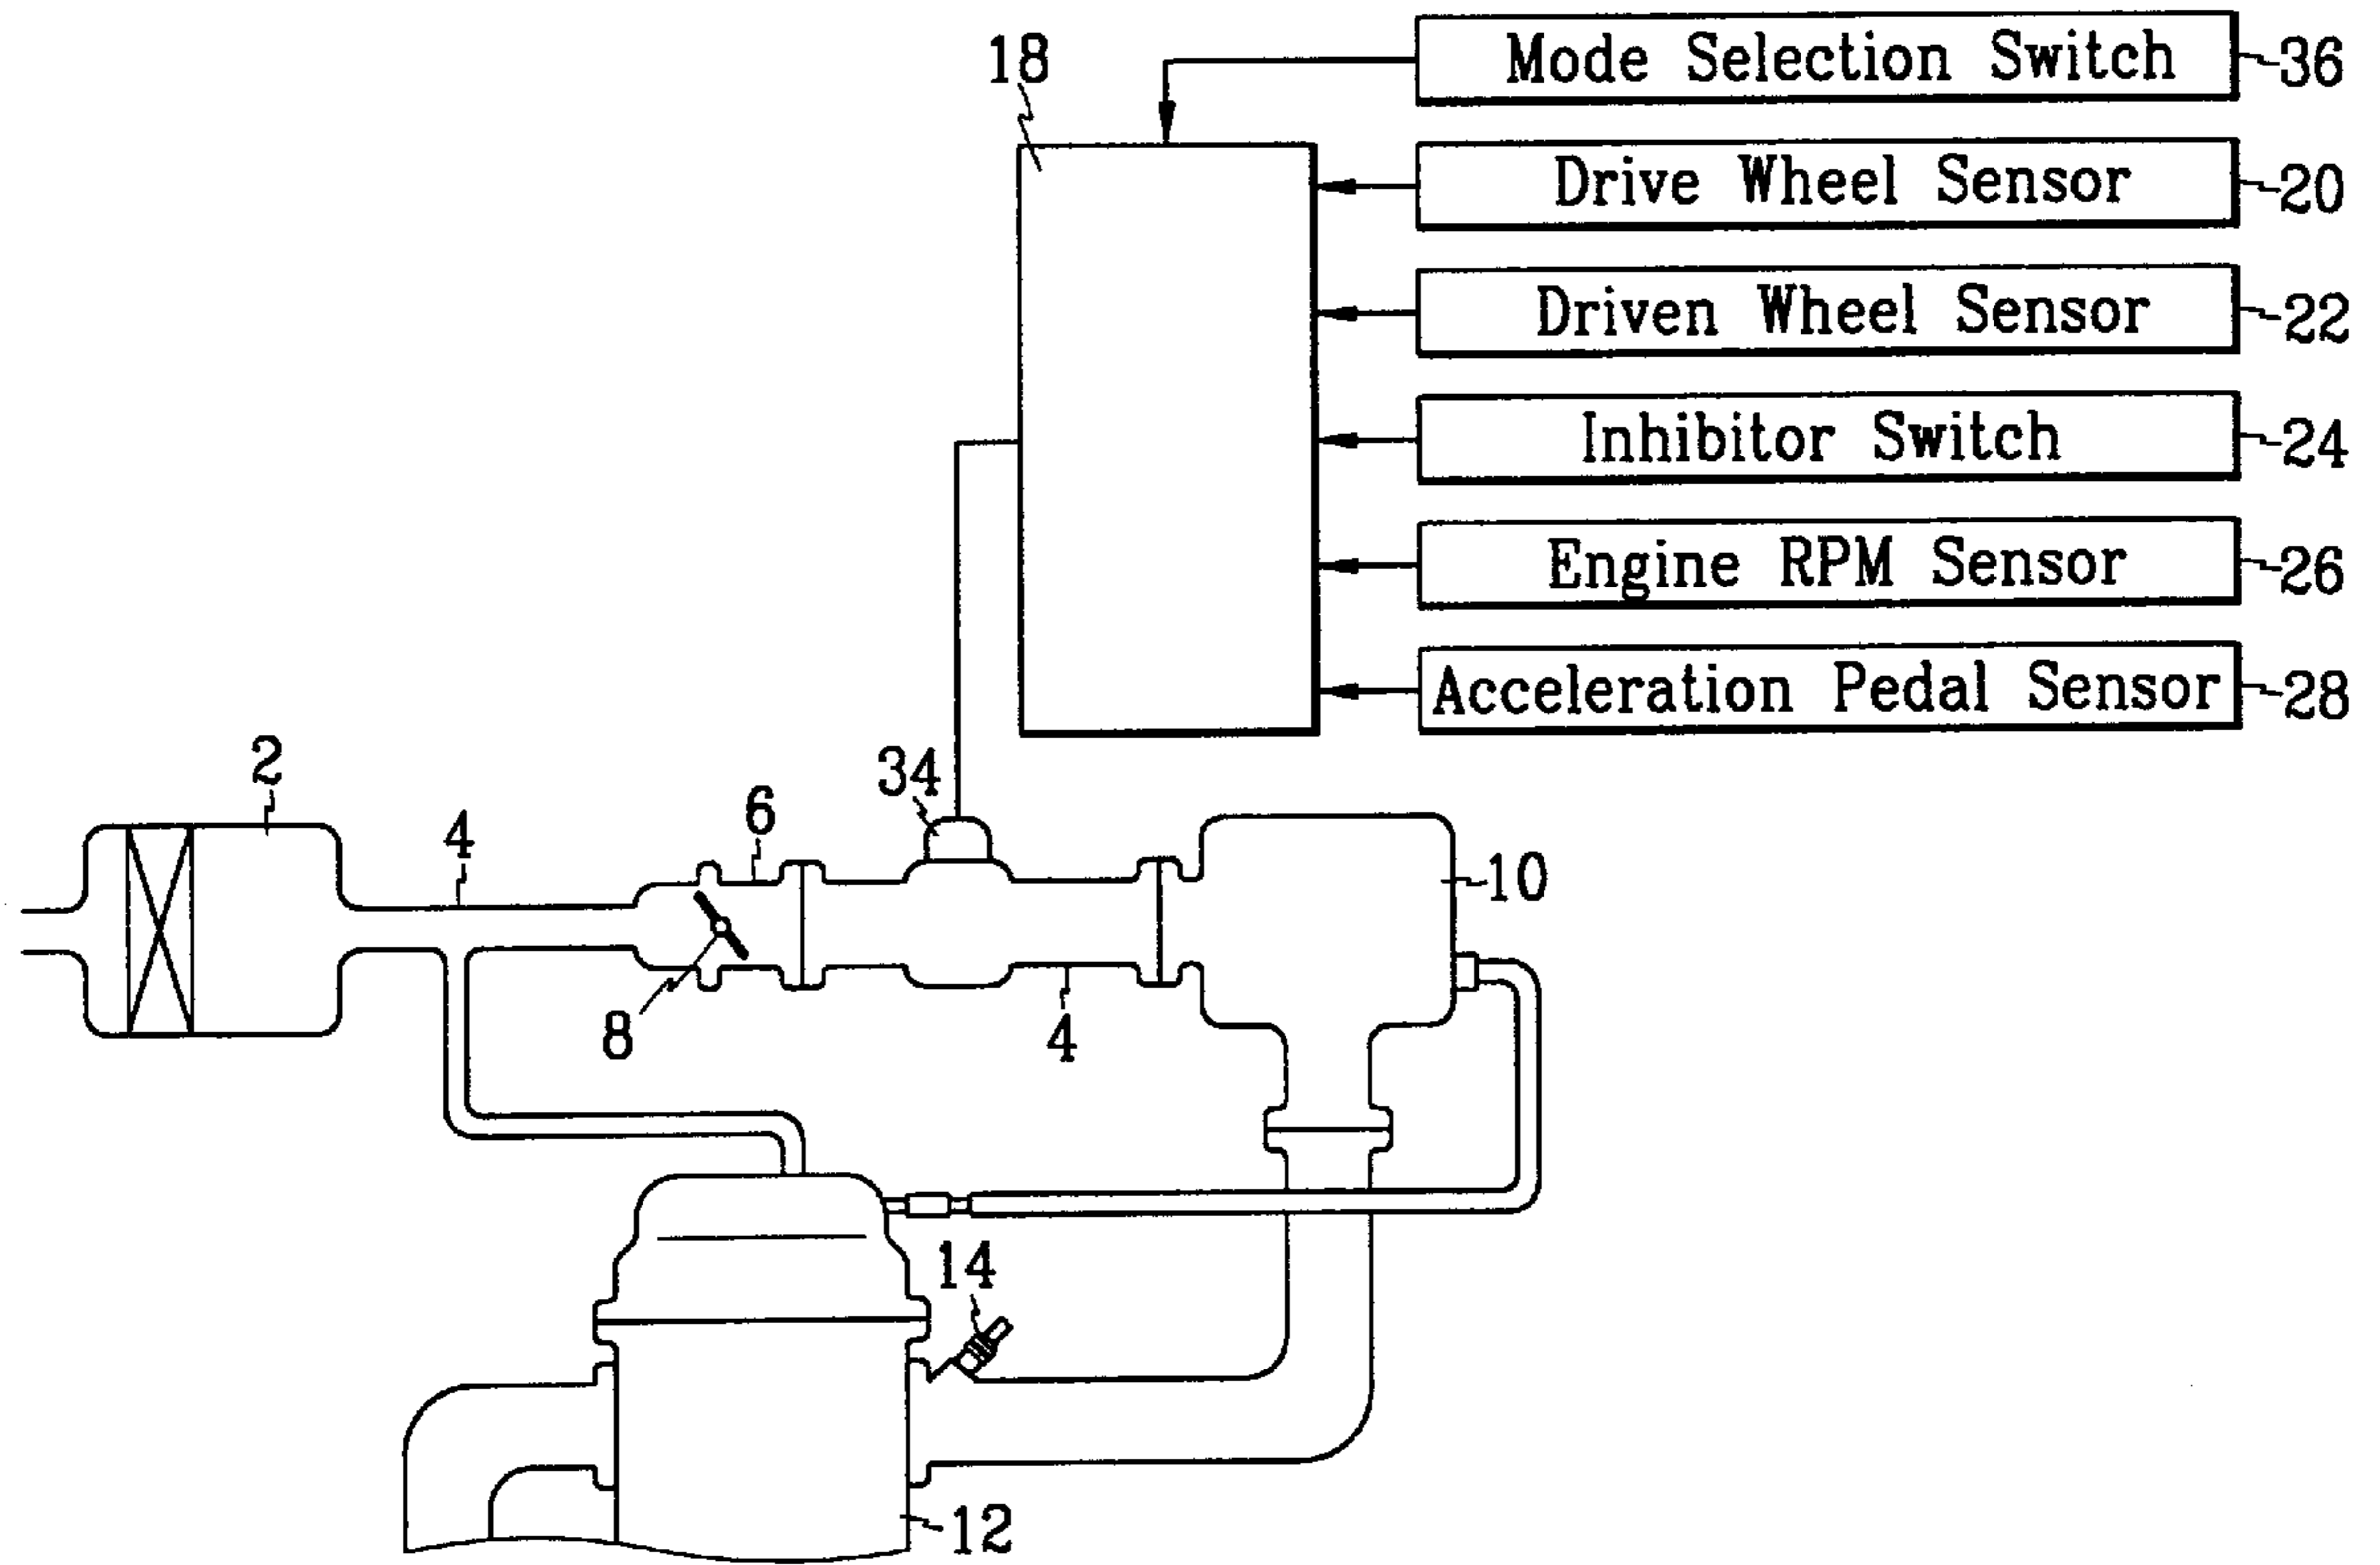 18
Mode Selection Switch 36
Drive Wheel Sensor 20
Driven Wheel Sensor 22
Inhibitor Switch 24
Engine RPM Sensor 26
Acceleration Pedal Sensor 28
2
34
6
4
10
8
4
14
12